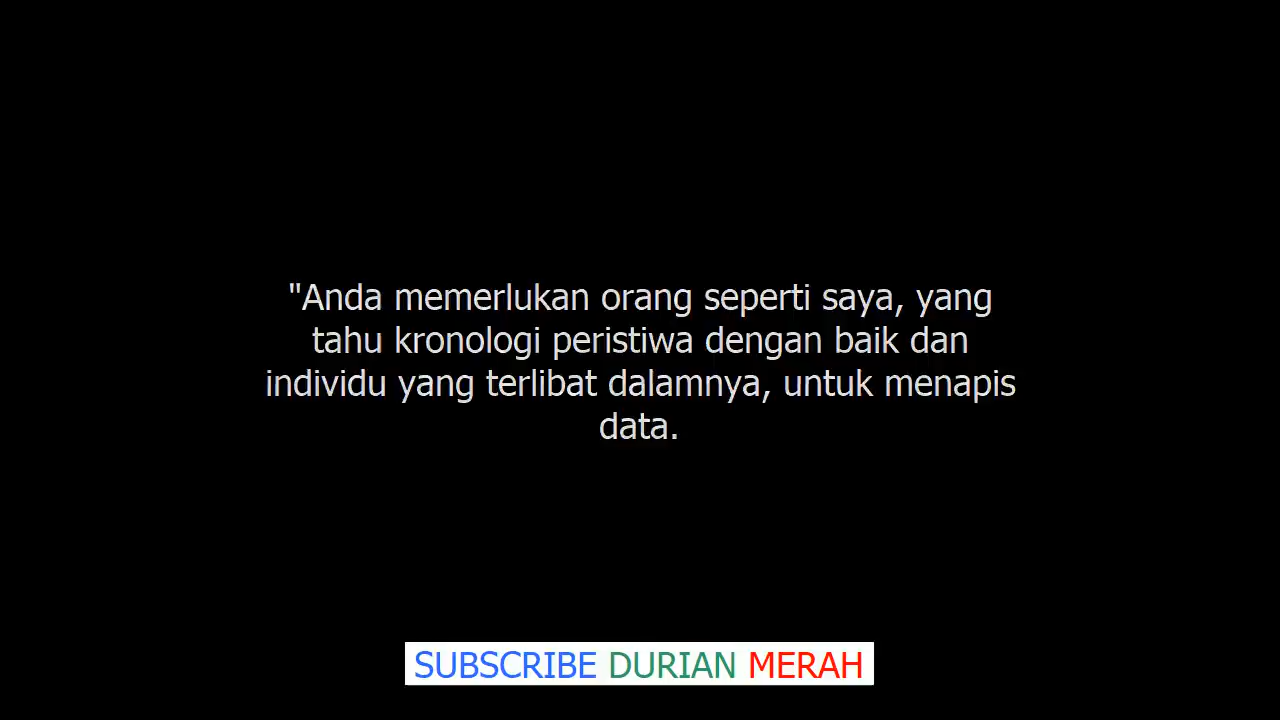 "Anda memerlukan orang seperti saya, yang
tahu kronologi peristiwa dengan baik dan
individu yang terlibat dalamnya, untuk menapis
data.
SUBSCRIBE DURIAN MERAH